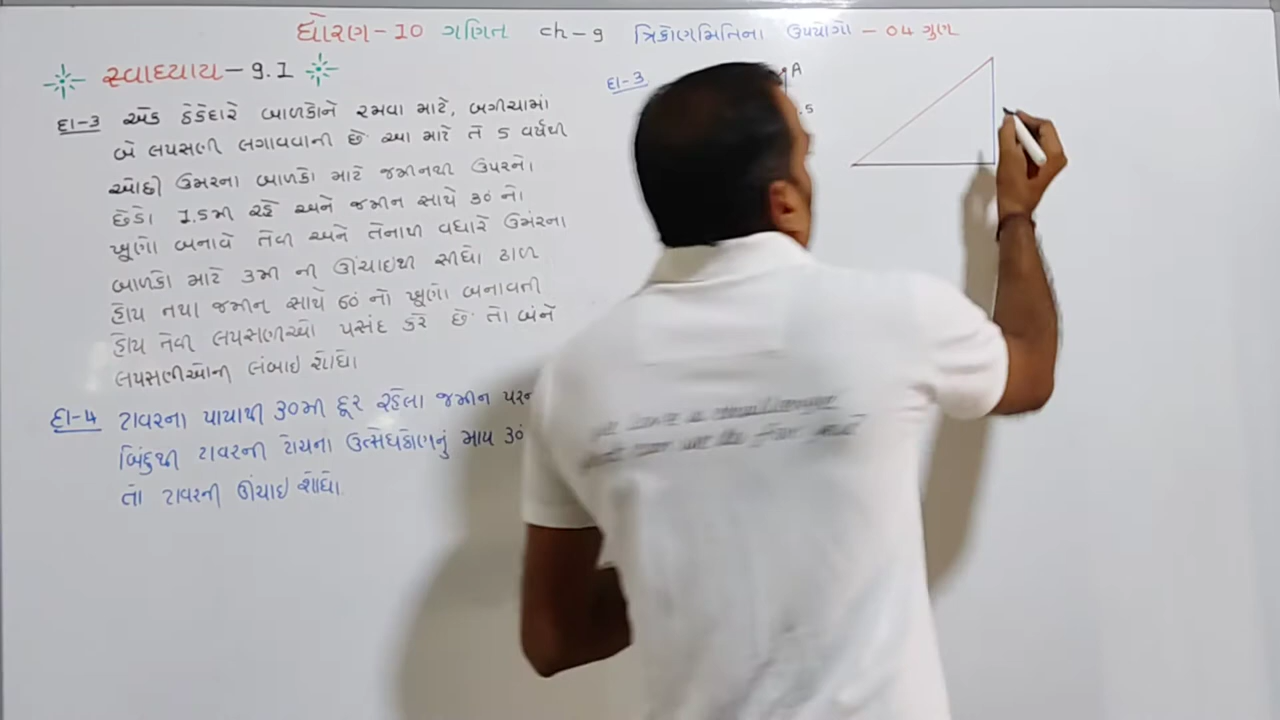 ધોરણ-10 ગણિત ch-9 ત્રિકોણમિતિના ઉપયોગો - 04 ગુણ
સ્વાધ્યાય-9.1
દા-3 એક ઠેકેદારે બાળકોને રમવા માટે, બગીચામાં
બે લપસણી લગાવવાની છે આ માટે તે 5 વર્ષથી
ઓછી ઉંમરના બાળકો માટે જમીનથી ઉપરનો
છેડો 1.5મી રહે અને જમીન સાથે 30 નો
ખૂણો બનાવે તેવી અને તેનાથી વધારે ઉંમરના
બાળકો માટે 3મી ની ઊંચાઇથી સીધો ઢાળ
હોય તથા જમીન સાથે 60 નો ખૂણો બનાવતી
હોય તેવી લપસણીઓ પસંદ કરે છે તો બંને
લપસણીઓની લંબાઇ શોધો
દા-4 ટાવરના પાયાથી 30મી દૂર રહેલા જમીન
બિંદુથી ટાવરની ટોચના ઉત્સેધકોણનું માપ 30
તો ટાવરની ઊંચાઇ શોધો.
દા-3
A
.5